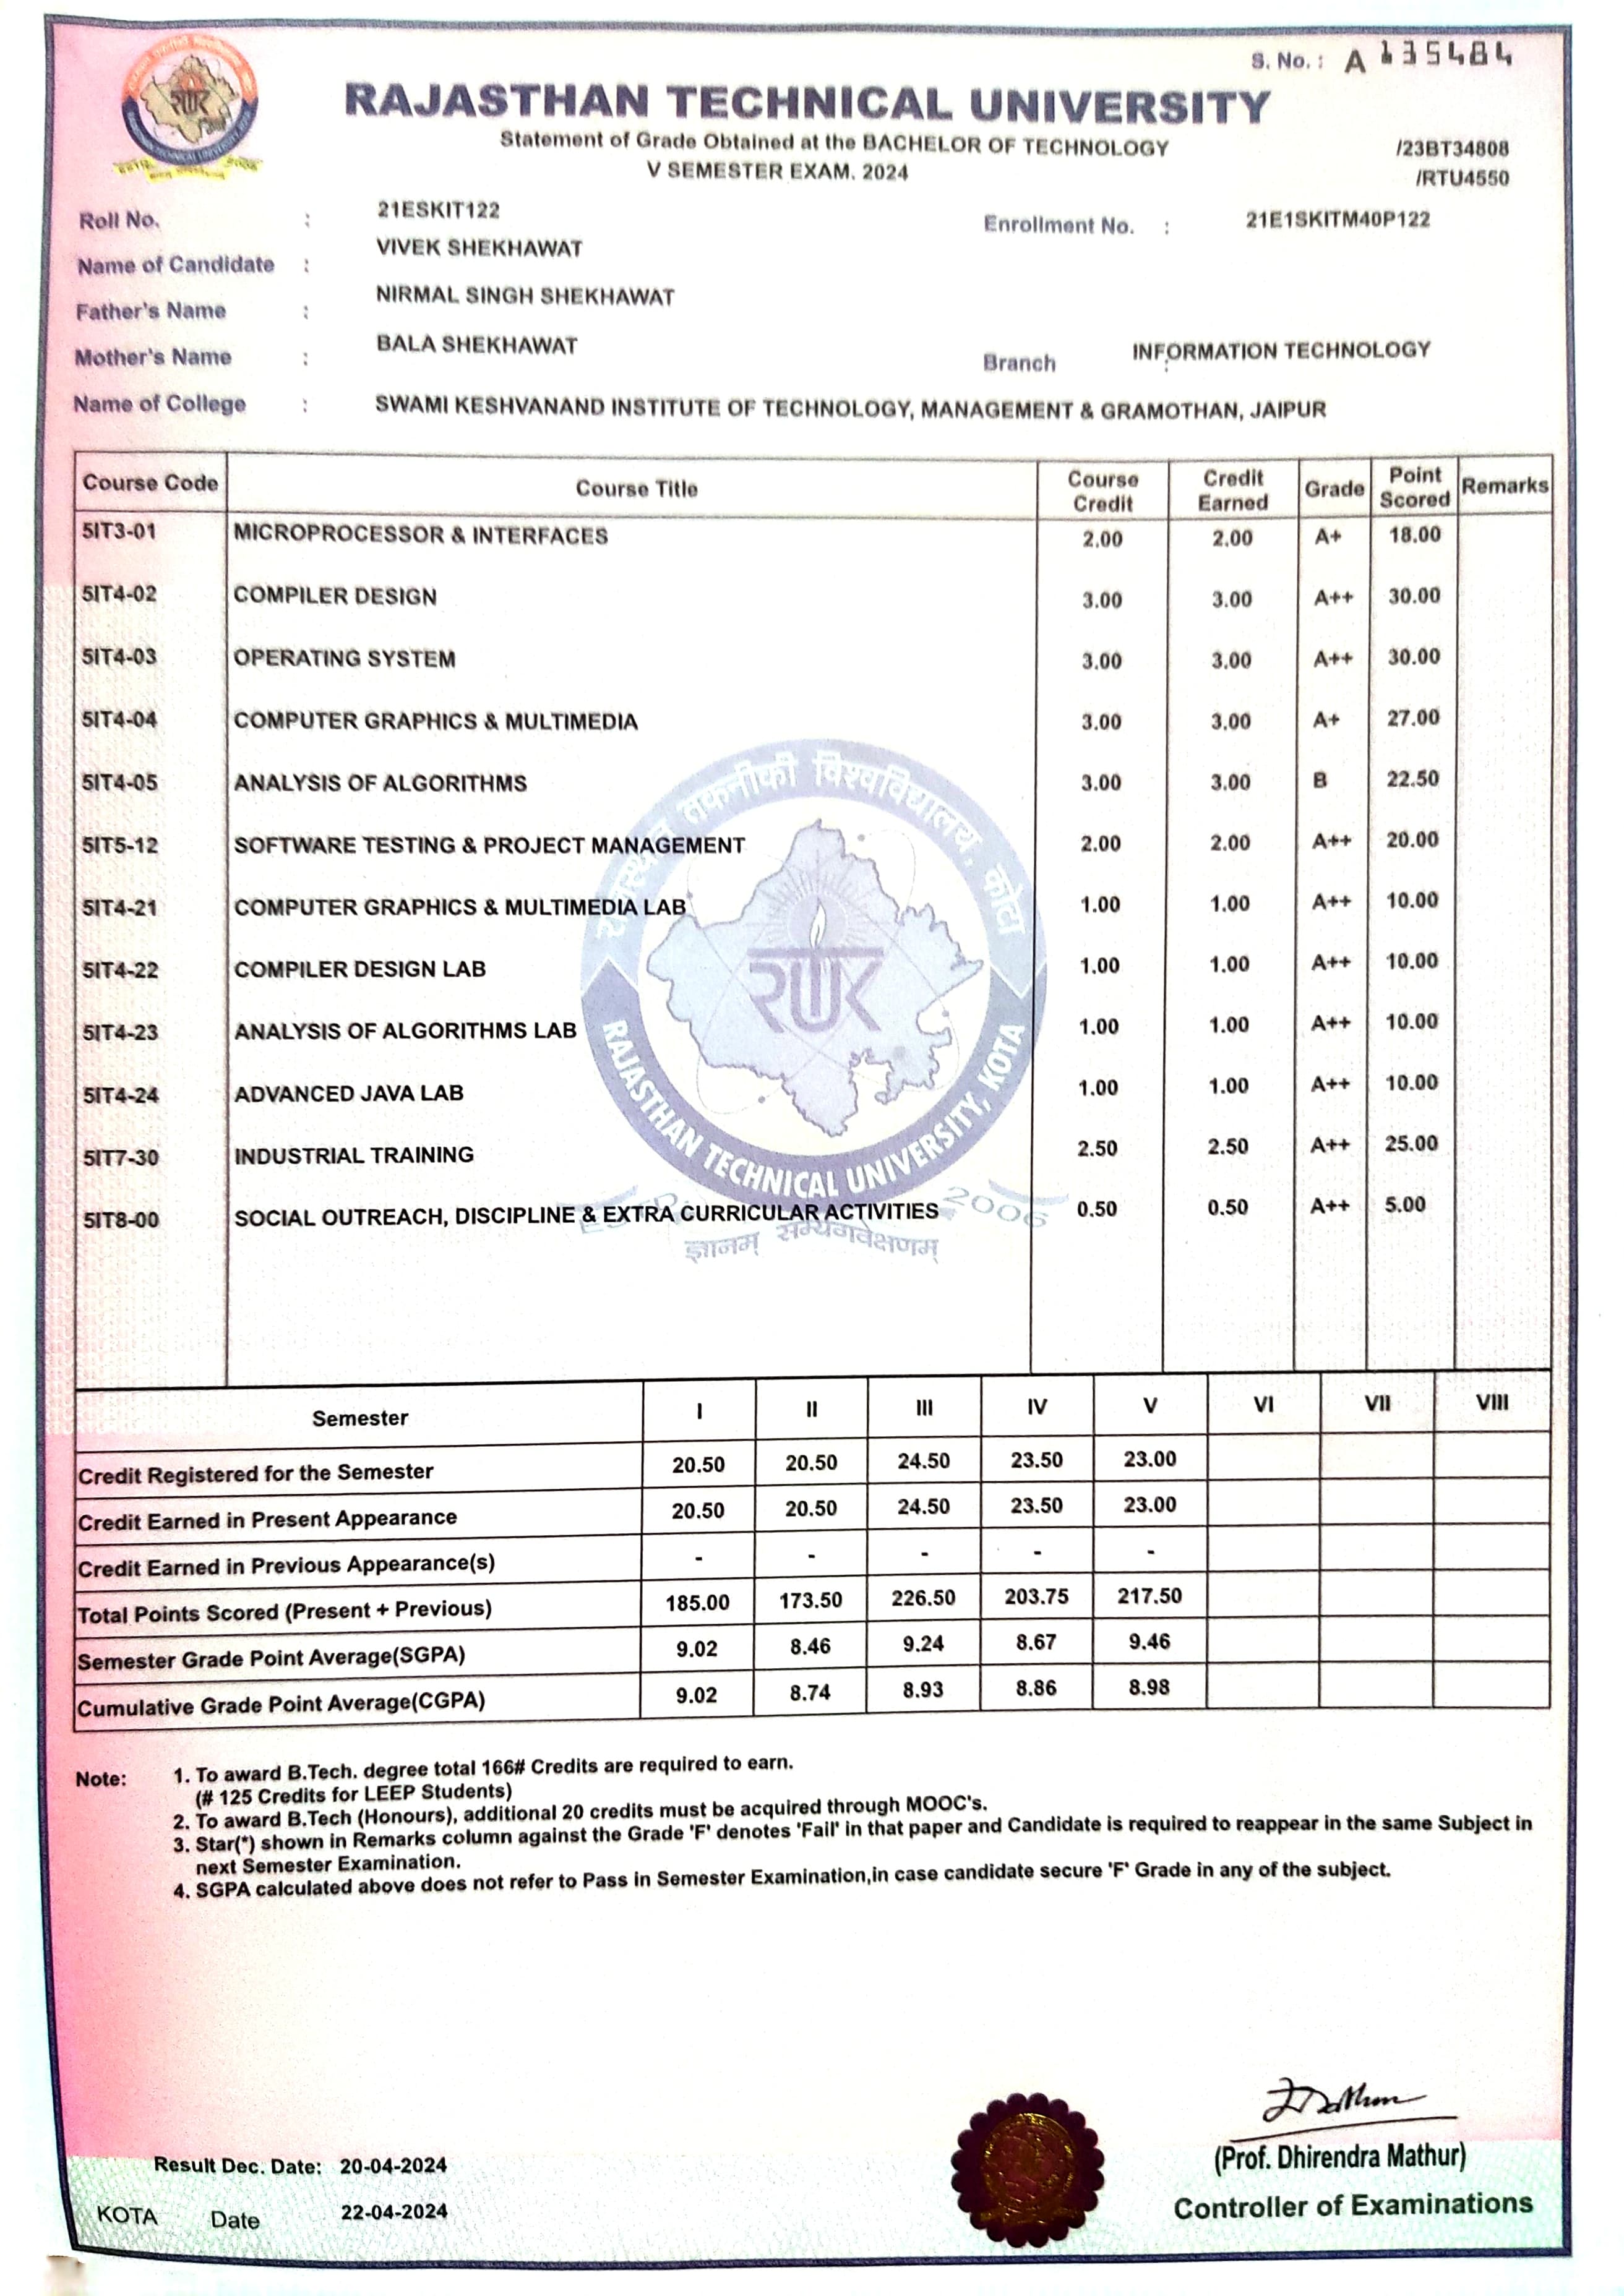 S. No. : A 135484
RAJASTHAN TECHNICAL UNIVERSITY
Statement of Grade Obtained at the BACHELOR OF TECHNOLOGY
V SEMESTER EXAM. 2024
/23BT34808
/RTU4550
Roll No. : 21ESKIT122
Enrollment No. : 21E1SKITM40P122
Name of Candidate : VIVEK SHEKHAWAT
Father's Name : NIRMAL SINGH SHEKHAWAT
Mother's Name : BALA SHEKHAWAT
Branch : INFORMATION TECHNOLOGY
Name of College : SWAMI KESHVANAND INSTITUTE OF TECHNOLOGY, MANAGEMENT & GRAMOTHAN, JAIPUR
Course Code Course Title Course Credit Credit Earned Grade Point Scored Remarks
5IT3-01 MICROPROCESSOR & INTERFACES 2.00 2.00 A+ 18.00
5IT4-02 COMPILER DESIGN 3.00 3.00 A++ 30.00
5IT4-03 OPERATING SYSTEM 3.00 3.00 A++ 30.00
5IT4-04 COMPUTER GRAPHICS & MULTIMEDIA 3.00 3.00 A+ 27.00
5IT4-05 ANALYSIS OF ALGORITHMS 3.00 3.00 B 22.50
5IT5-12 SOFTWARE TESTING & PROJECT MANAGEMENT 2.00 2.00 A++ 20.00
5IT4-21 COMPUTER GRAPHICS & MULTIMEDIA LAB 1.00 1.00 A++ 10.00
5IT4-22 COMPILER DESIGN LAB 1.00 1.00 A++ 10.00
5IT4-23 ANALYSIS OF ALGORITHMS LAB 1.00 1.00 A++ 10.00
5IT4-24 ADVANCED JAVA LAB 1.00 1.00 A++ 10.00
5IT7-30 INDUSTRIAL TRAINING 2.50 2.50 A++ 25.00
5IT8-00 SOCIAL OUTREACH, DISCIPLINE & EXTRA CURRICULAR ACTIVITIES 0.50 0.50 A++ 5.00
तकनीकी विश्वविद्यालय, कोटा
RAJASTHAN TECHNICAL UNIVERSITY, KOTA
2006
ज्ञानम् सम्यगवेक्षणम्
Semester I II III IV V VI VII VIII
Credit Registered for the Semester 20.50 20.50 24.50 23.50 23.00
Credit Earned in Present Appearance 20.50 20.50 24.50 23.50 23.00
Credit Earned in Previous Appearance(s) - - - - -
Total Points Scored (Present + Previous) 185.00 173.50 226.50 203.75 217.50
Semester Grade Point Average(SGPA) 9.02 8.46 9.24 8.67 9.46
Cumulative Grade Point Average(CGPA) 9.02 8.74 8.93 8.86 8.98
Note: 1. To award B.Tech. degree total 166# Credits are required to earn.
(# 125 Credits for LEEP Students)
2. To award B.Tech (Honours), additional 20 credits must be acquired through MOOC's.
3. Star(*) shown in Remarks column against the Grade 'F' denotes 'Fail' in that paper and Candidate is required to reappear in the same Subject in
next Semester Examination.
4. SGPA calculated above does not refer to Pass in Semester Examination,in case candidate secure 'F' Grade in any of the subject.
(Prof. Dhirendra Mathur)
Controller of Examinations
Result Dec. Date: 20-04-2024
KOTA Date 22-04-2024